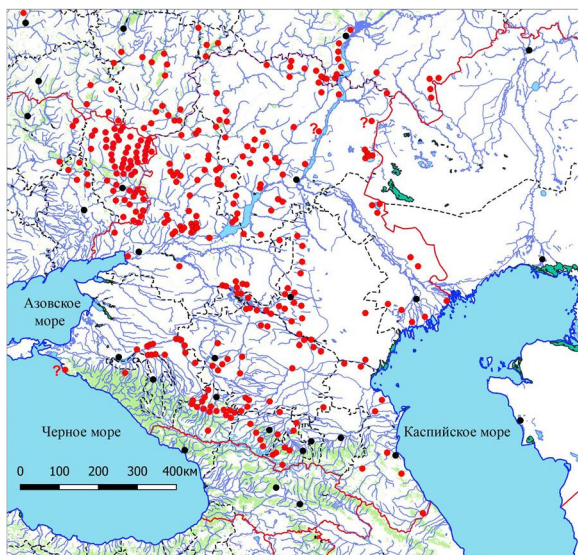 ?
?
Азовское
море
?
Черное море
Каспийское море
0 100 200 300 400км